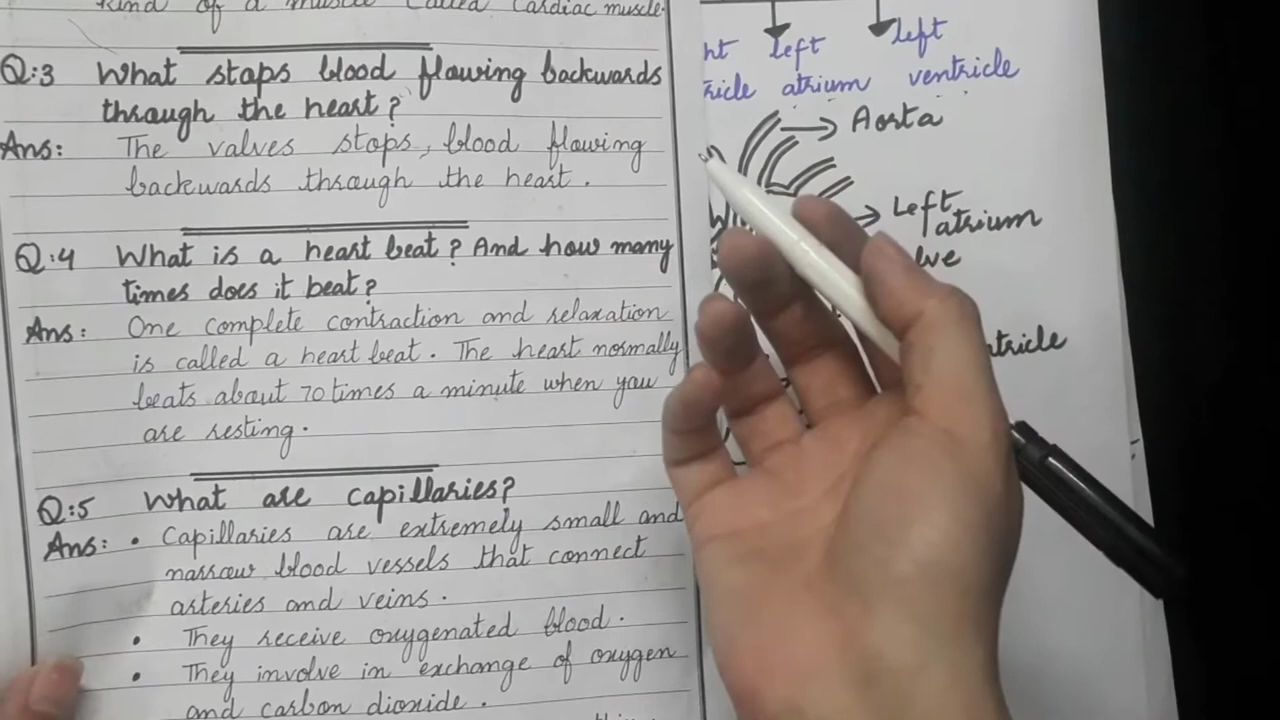 kind of a muscle called cardiac muscle.
Q:3 What stops blood flowing backwards
through the heart?
Ans: The valves stops, blood flowing
backwards through the heart.
Q:4 What is a heart beat? And how many
times does it beat?
Ans: One complete contraction and relaxation
is called a heart beat. The heart normally
beats about 70 times a minute when you
are resting.
Q:5 What are capillaries?
Ans: • Capillaries are extremely small and
narrow blood vessels that connect
arteries and veins.
• They receive oxygenated blood.
• They involve in exchange of oxygen
and carbon dioxide.
left left
atrium ventricle
Aorta
Left
atrium